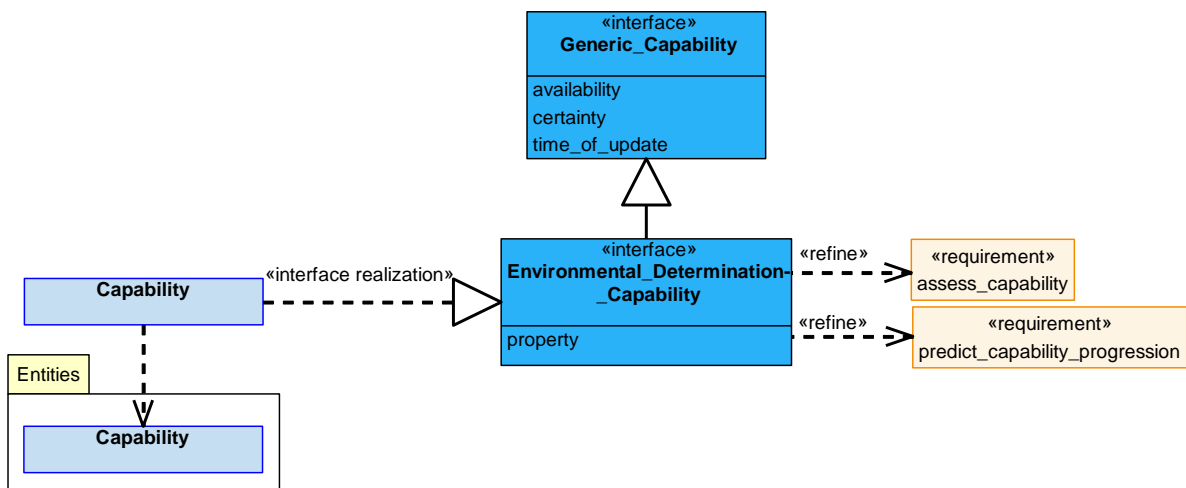 «interface»
Generic_Capability
availability
certainty
time_of_update
«interface»
Environmental_Determination-
_Capability
property
«interface realization»
Capability
Entities
Capability
«refine»
«requirement»
assess_capability
«refine»
«requirement»
predict_capability_progression